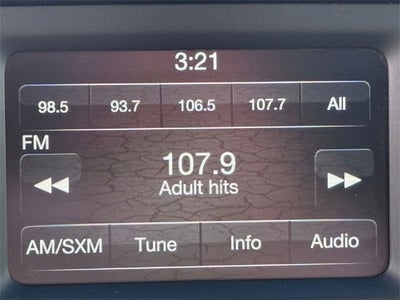 3:21
98.5 93.7 106.5 107.7 All
FM
107.9
Adult hits
AM/SXM Tune Info Audio